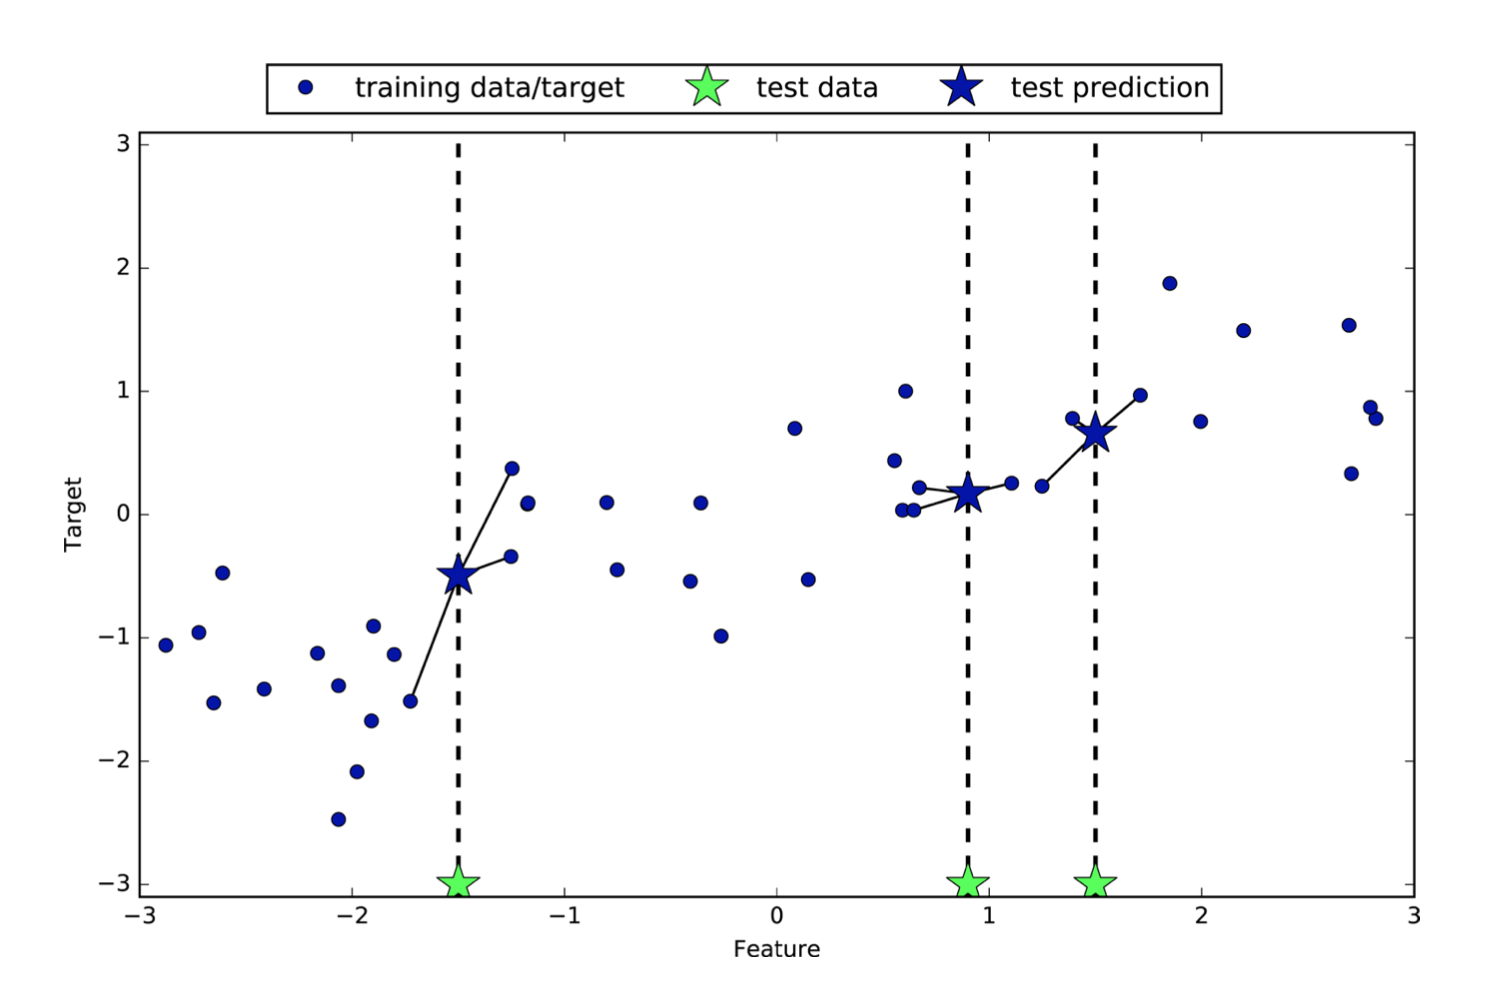 training data/target test data test prediction
3
2
1
0
−1
−2
−3
Target
−3 −2 −1 0 1 2 3
Feature